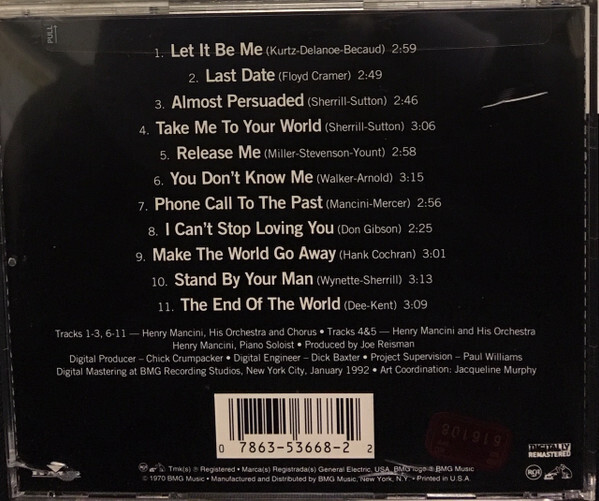 PULL
1. Let It Be Me (Kurtz-Delanoe-Becaud) 2:59
2. Last Date (Floyd Cramer) 2:49
3. Almost Persuaded (Sherrill-Sutton) 2:46
4. Take Me To Your World (Sherrill-Sutton) 3:06
5. Release Me (Miller-Stevenson-Yount) 2:58
6. You Don't Know Me (Walker-Arnold) 3:15
7. Phone Call To The Past (Mancini-Mercer) 2:56
8. I Can't Stop Loving You (Don Gibson) 2:25
9. Make The World Go Away (Hank Cochran) 3:01
10. Stand By Your Man (Wynette-Sherrill) 3:13
11. The End Of The World (Dee-Kent) 3:09
Tracks 1-3, 6-11 — Henry Mancini, His Orchestra and Chorus • Tracks 4&5 — Henry Mancini and His Orchestra
Henry Mancini, Piano Soloist • Produced by Joe Reisman
Digital Producer – Chick Crumpacker • Digital Engineer – Dick Baxter • Project Supervision – Paul Williams
Digital Mastering at BMG Recording Studios, New York City, January 1992 • Art Coordination: Jacqueline Murphy
0 7863-53668-2 2
DIGITALLY
REMASTERED
Tmk(s) ® Registered • Marca(s) Registrada(s) General Electric, USA, BMG logo ® BMG Music
© 1970 BMG Music • Manufactured and Distributed by BMG Music, New York, N.Y. • Printed in U.S.A.
RCA